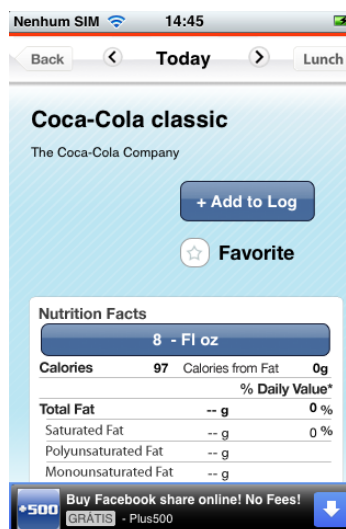 Nenhum SIM 14:45
Back Today Lunch
Coca-Cola classic
The Coca-Cola Company
+ Add to Log
Favorite
Nutrition Facts
8 - Fl oz
Calories 97 Calories from Fat 0g
% Daily Value*
Total Fat -- g 0 %
Saturated Fat -- g 0 %
Polyunsaturated Fat -- g
Monounsaturated Fat -- g
+500 Buy Facebook share online! No Fees!
GRÁTIS - Plus500